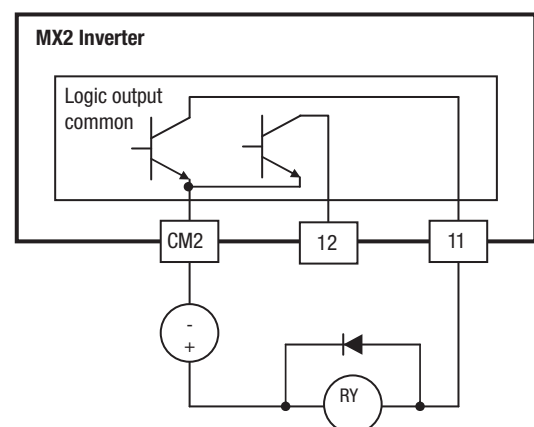 MX2 Inverter
Logic output
common
CM2
12
11
-
+
RY